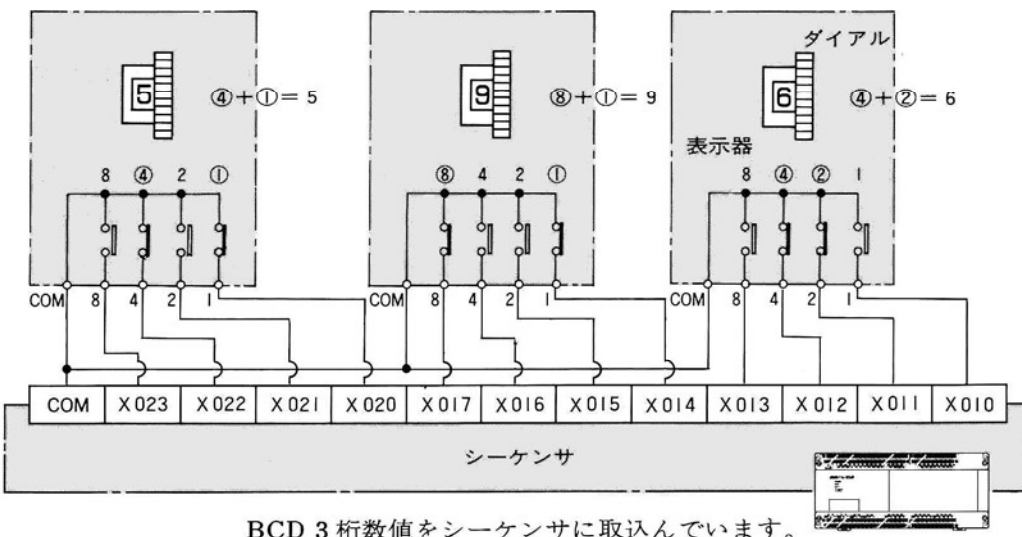 ダイアル
5 ④+①= 5
9 ⑧+①= 9
6 ④+②= 6
表示器
8 ④ 2 ①
⑧ 4 2 ①
8 ④ ② 1
COM 8 4 2 1
COM 8 4 2 1
COM 8 4 2 1
COM X023 X022 X021 X020 X017 X016 X015 X014 X013 X012 X011 X010
シーケンサ
BCD 3桁数値をシーケンサに取込んでいます。